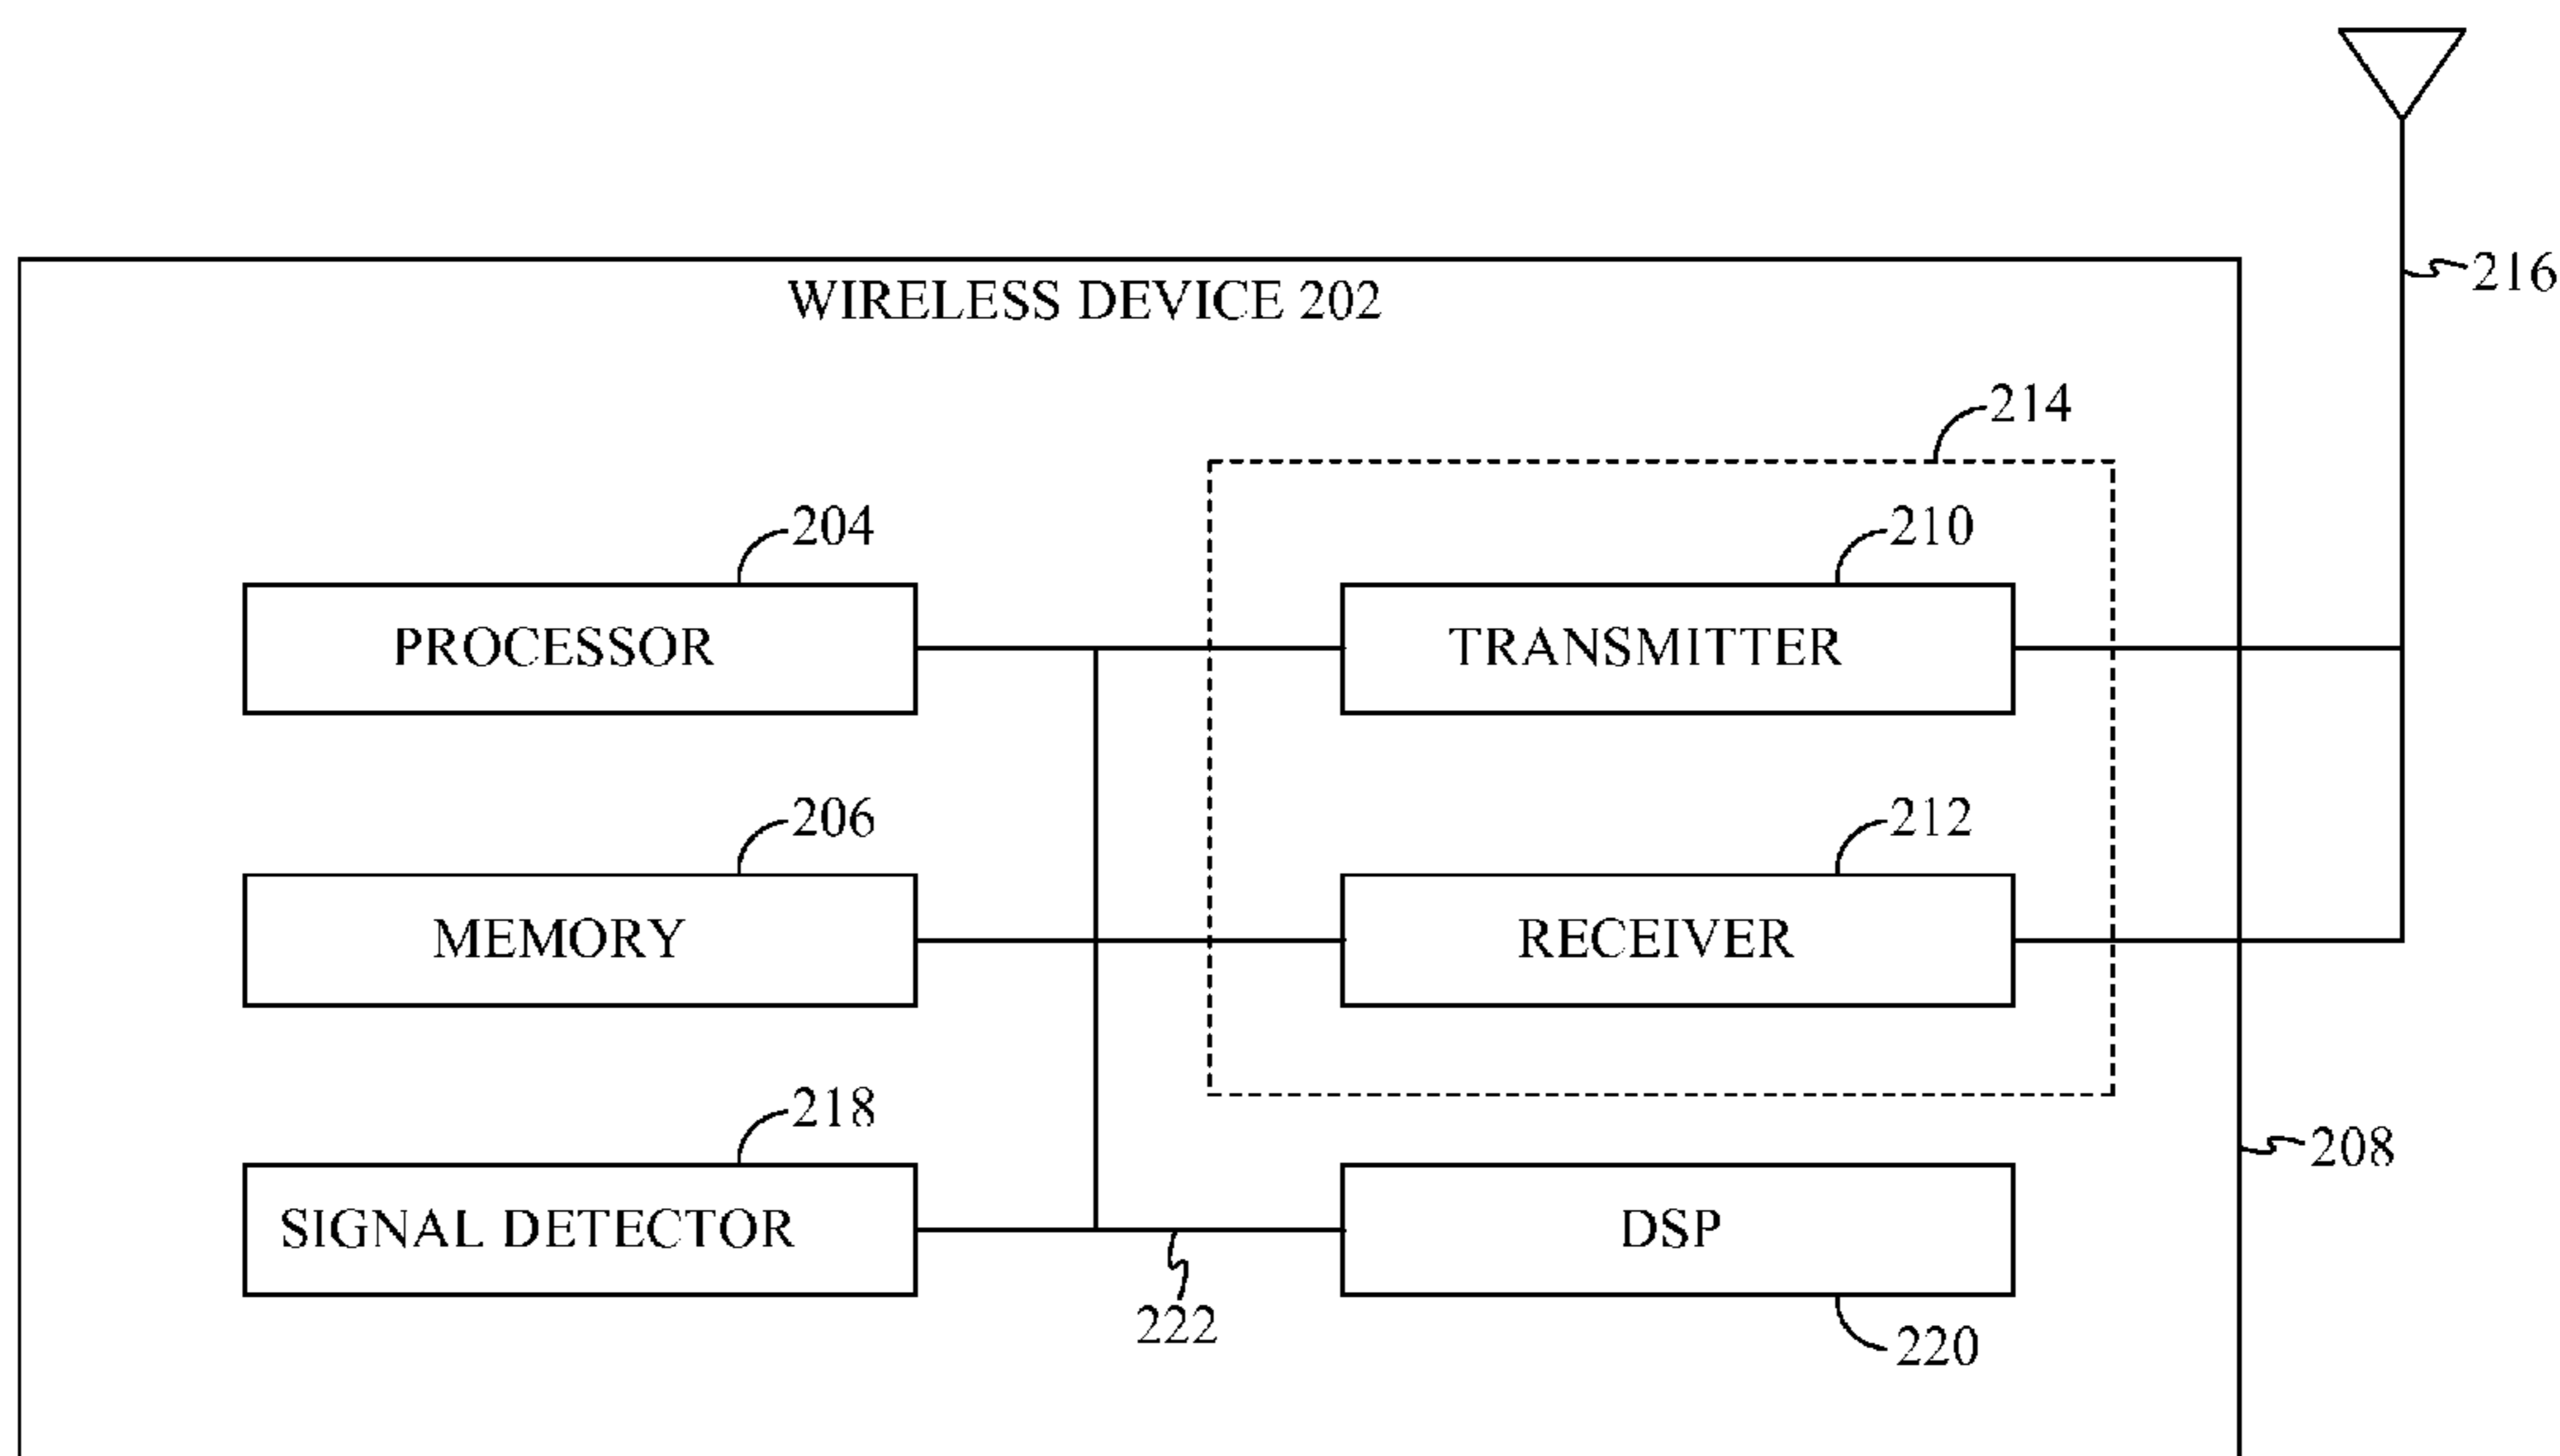 216
WIRELESS DEVICE 202
214
204
210
PROCESSOR
TRANSMITTER
206
212
MEMORY
RECEIVER
218
208
SIGNAL DETECTOR
DSP
222
220